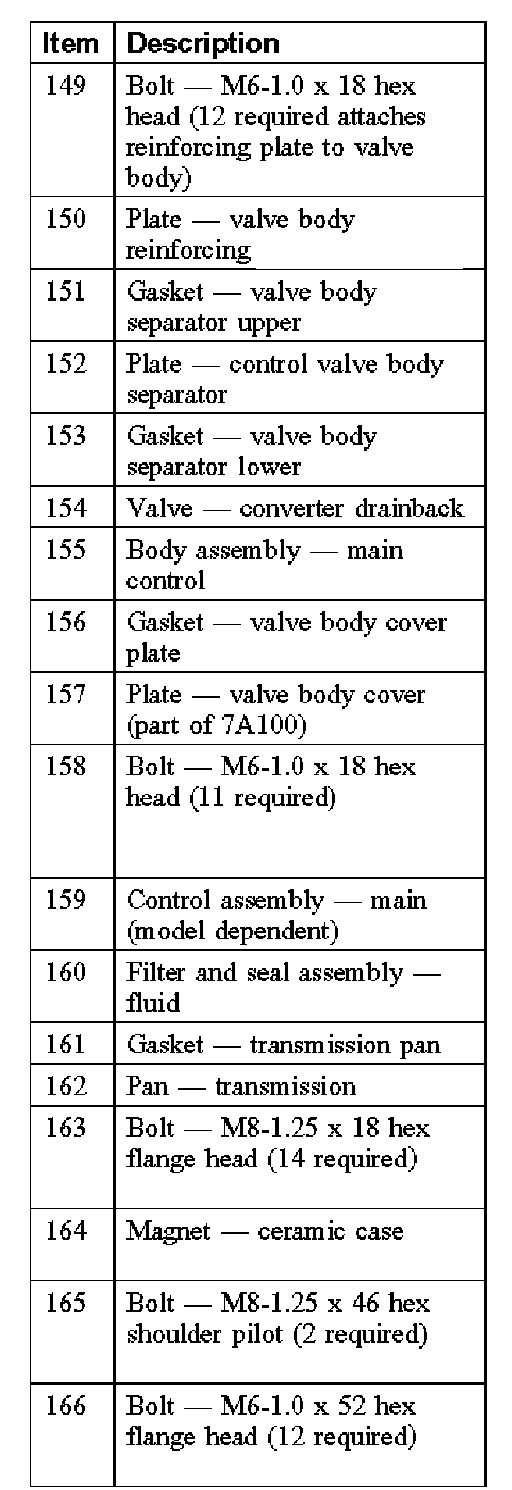 Item Description
149 Bolt — M6-1.0 x 18 hex
head (12 required attaches
reinforcing plate to valve
body)
150 Plate — valve body
reinforcing
151 Gasket — valve body
separator upper
152 Plate — control valve body
separator
153 Gasket — valve body
separator lower
154 Valve — converter drainback
155 Body assembly — main
control
156 Gasket — valve body cover
plate
157 Plate — valve body cover
(part of 7A100)
158 Bolt — M6-1.0 x 18 hex
head (11 required)
159 Control assembly — main
(model dependent)
160 Filter and seal assembly —
fluid
161 Gasket — transmission pan
162 Pan — transmission
163 Bolt — M8-1.25 x 18 hex
flange head (14 required)
164 Magnet — ceramic case
165 Bolt — M8-1.25 x 46 hex
shoulder pilot (2 required)
166 Bolt — M6-1.0 x 52 hex
flange head (12 required)